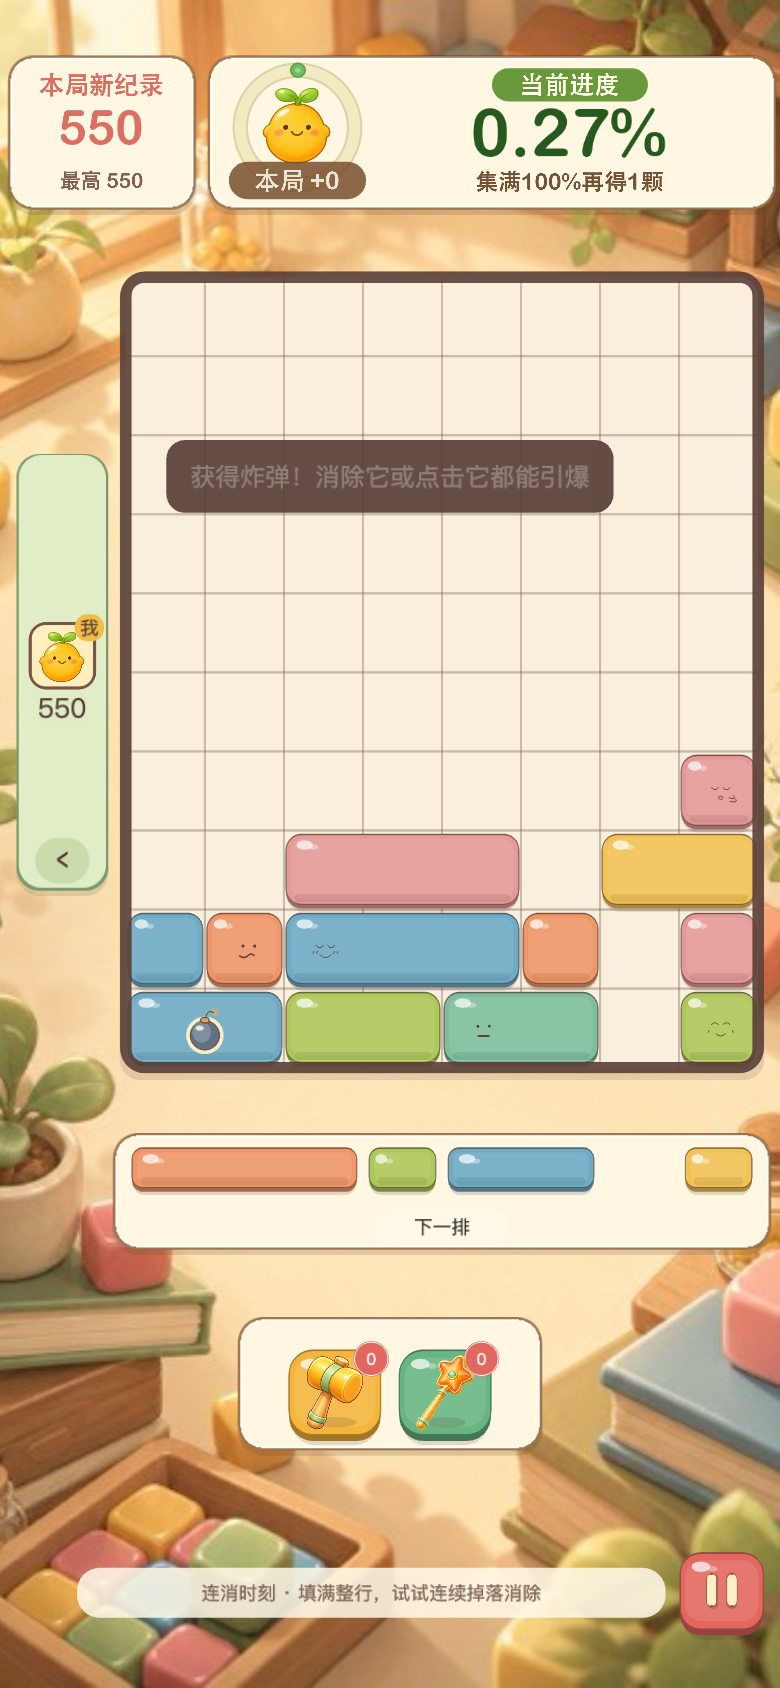 本局新纪录
550
最高 550
本局 +0
当前进度
0.27%
集满100%再得1颗
获得炸弹！消除它或点击它都能引爆
我
550
<
下一排
0
0
连消时刻 · 填满整行，试试连续掉落消除